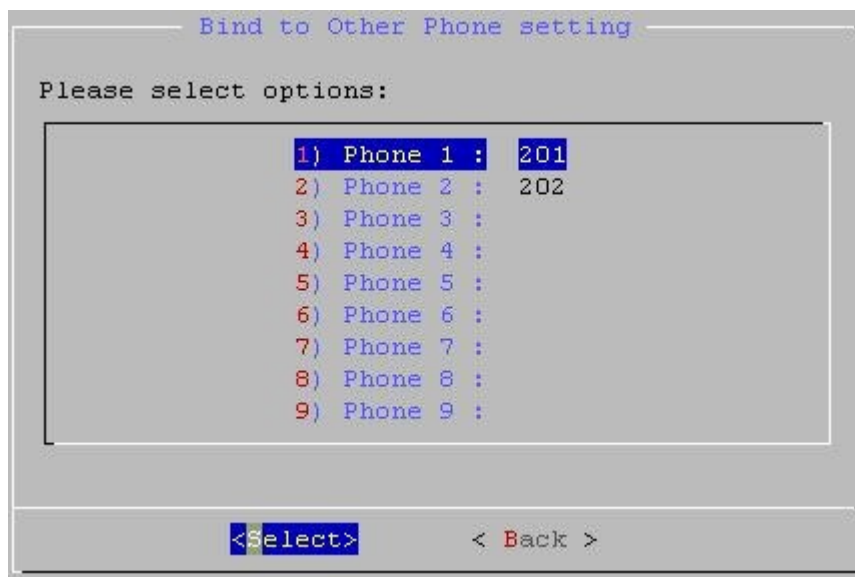 Bind to Other Phone setting
Please select options:
1) Phone 1 : 201
2) Phone 2 : 202
3) Phone 3 :
4) Phone 4 :
5) Phone 5 :
6) Phone 6 :
7) Phone 7 :
8) Phone 8 :
9) Phone 9 :
<Select> < Back >